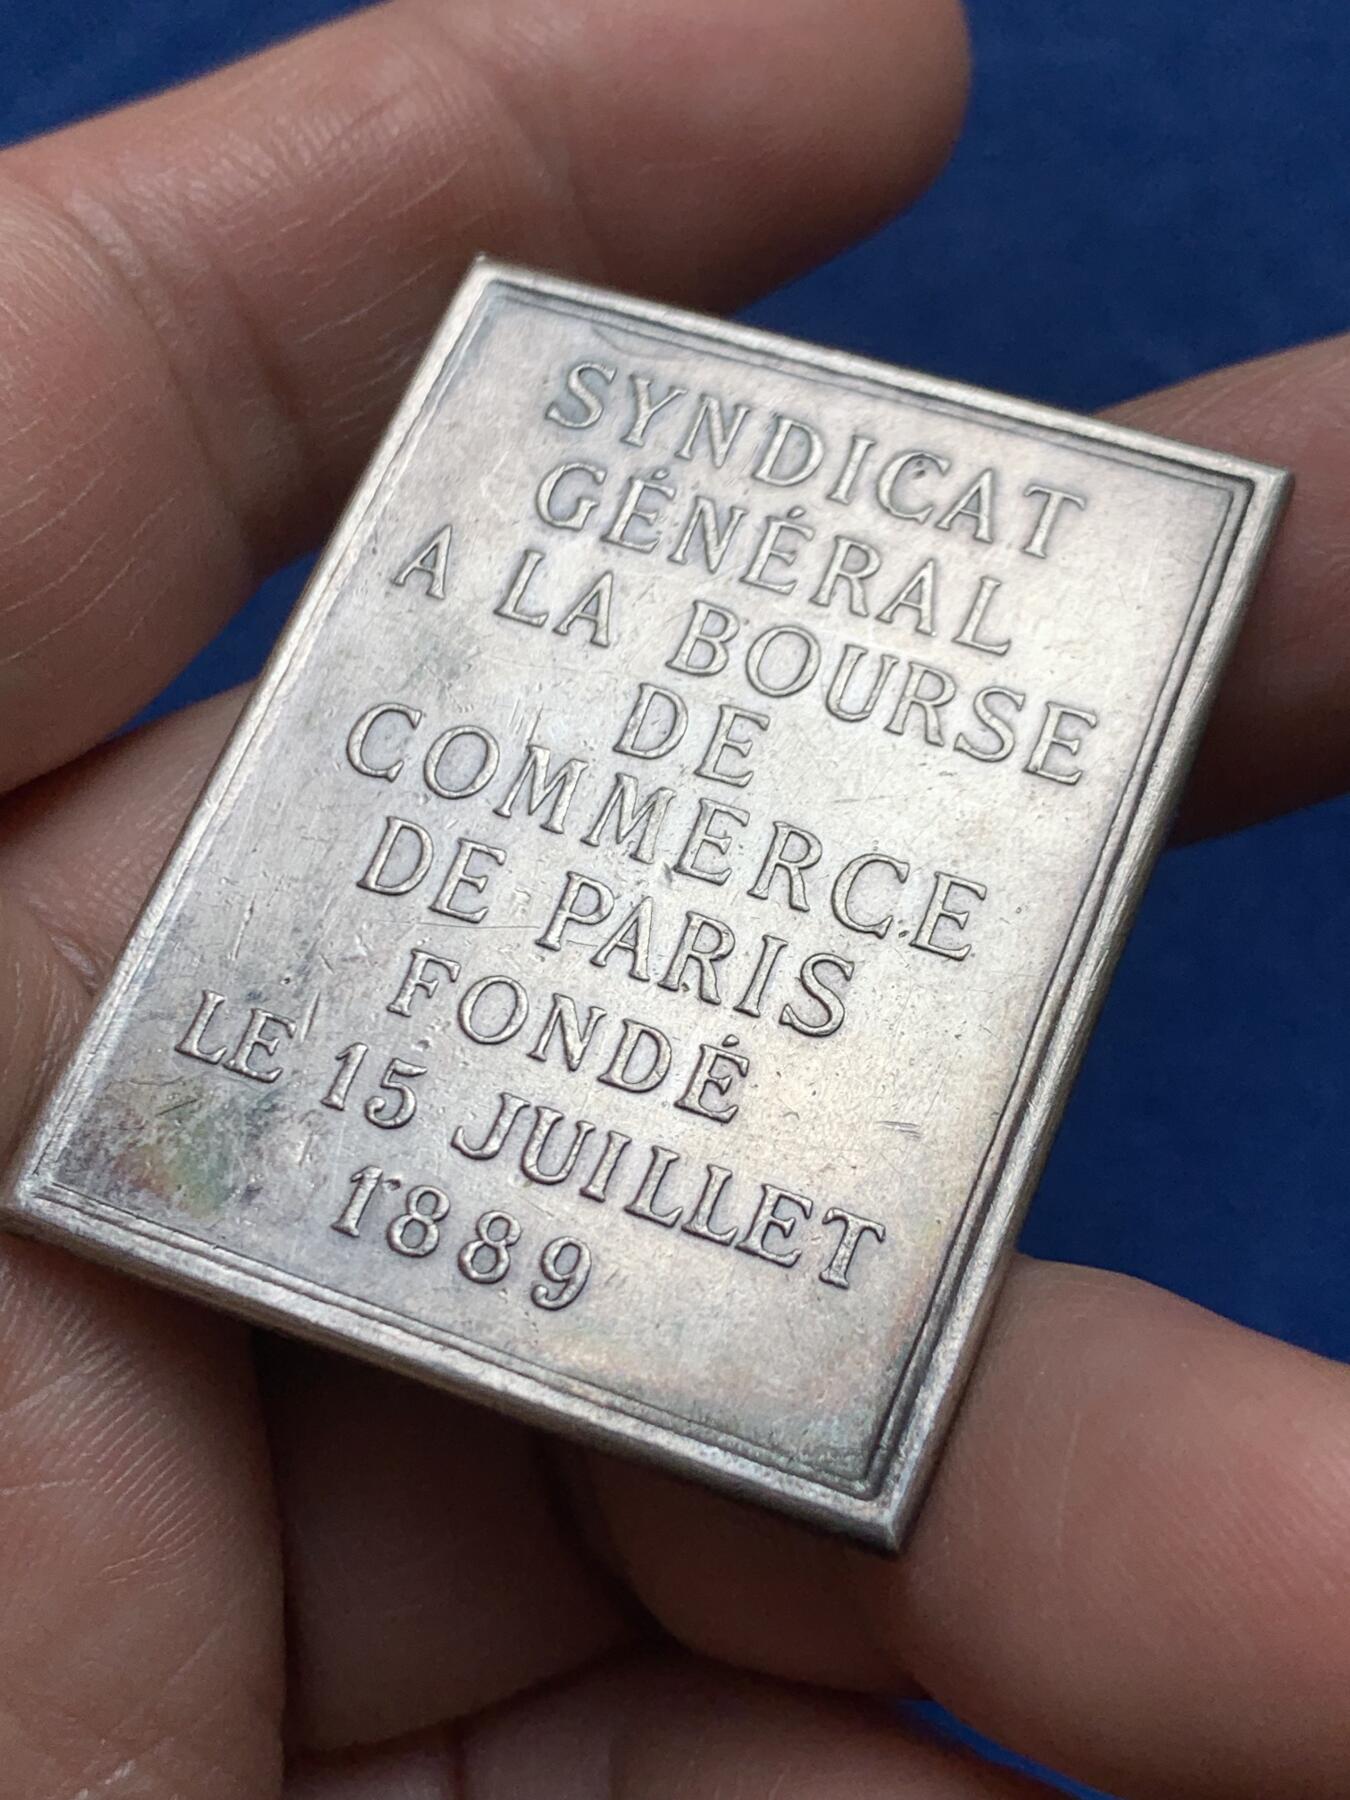 SYNDICAT
GÉNÉRAL
A LA BOURSE
DE
COMMERCE
DE PARIS
FONDÉ
LE 15 JUILLET
1889